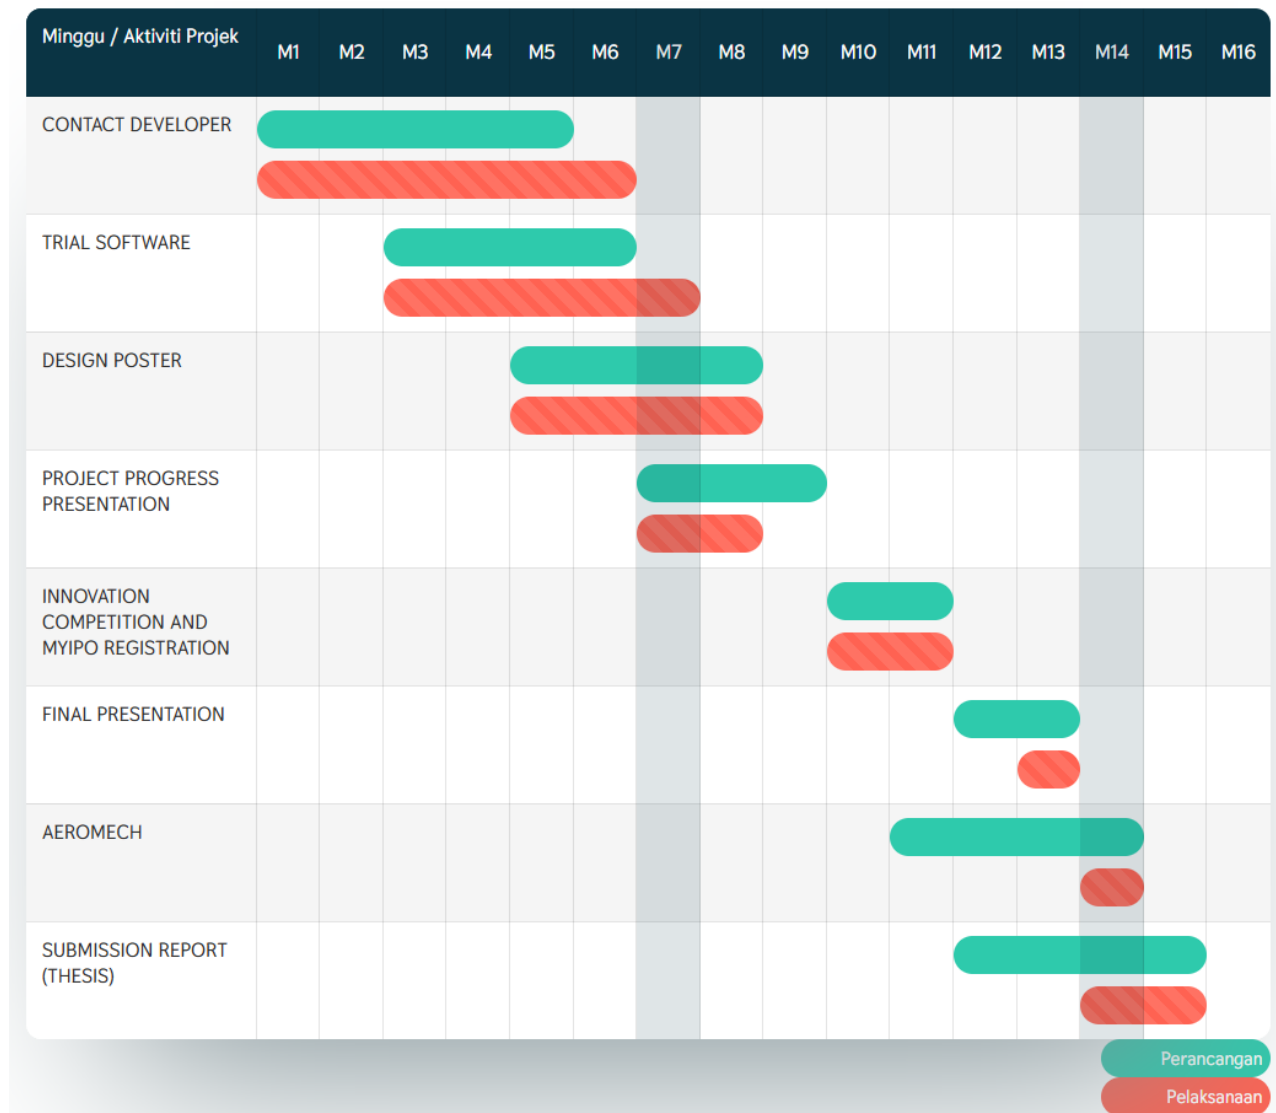 Minggu / Aktiviti Projek
M1 M2 M3 M4 M5 M6 M7 M8 M9 M10 M11 M12 M13 M14 M15 M16
CONTACT DEVELOPER
TRIAL SOFTWARE
DESIGN POSTER
PROJECT PROGRESS
PRESENTATION
INNOVATION
COMPETITION AND
MYIPO REGISTRATION
FINAL PRESENTATION
AEROMECH
SUBMISSION REPORT
(THESIS)
Perancangan
Pelaksanaan